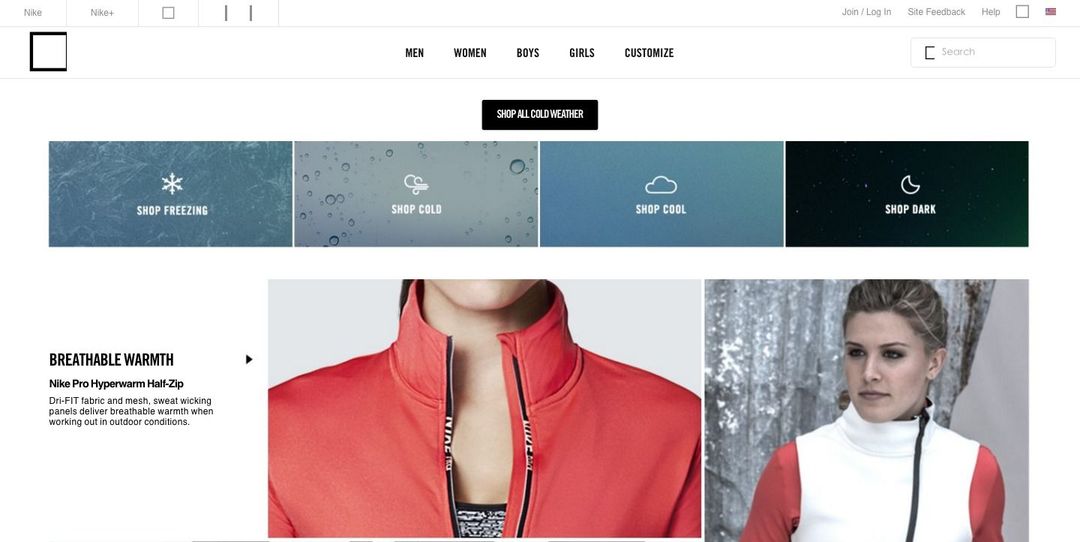 Nike
Nike+
Join / Log In
Site Feedback
Help
MEN
WOMEN
BOYS
GIRLS
CUSTOMIZE
Search
SHOP ALL COLD WEATHER
SHOP FREEZING
SHOP COLD
SHOP COOL
SHOP DARK
BREATHABLE WARMTH
Nike Pro Hyperwarm Half-Zip
Dri-FIT fabric and mesh, sweat wicking
panels deliver breathable warmth when
working out in outdoor conditions.